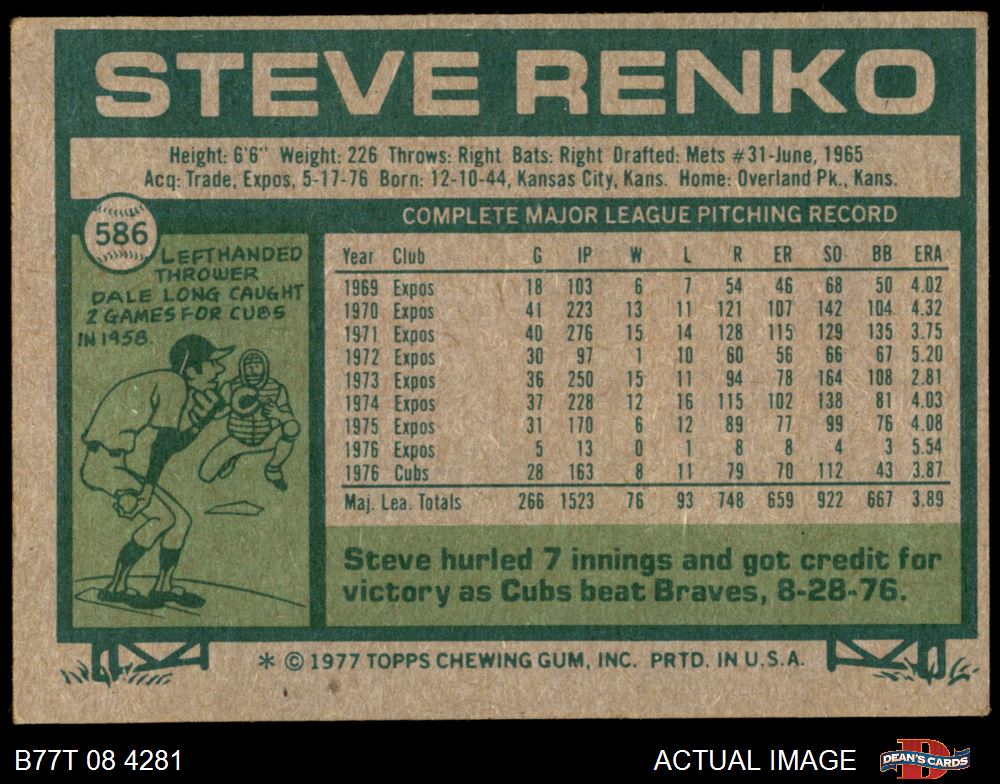 STEVE RENKO
Height: 6'6" Weight: 226 Throws: Right Bats: Right Drafted: Mets #31-June, 1965
Acq: Trade, Expos, 5-17-76 Born: 12-10-44, Kansas City, Kans. Home: Overland Pk., Kans.
586
LEFTHANDED
THROWER
DALE LONG CAUGHT
2 GAMES FOR CUBS
IN 1958.
COMPLETE MAJOR LEAGUE PITCHING RECORD
Year Club G IP W L R ER SO BB ERA
1969 Expos 18 103 6 7 54 46 68 50 4.02
1970 Expos 41 223 13 11 121 107 142 104 4.32
1971 Expos 40 276 15 14 128 115 129 135 3.75
1972 Expos 30 97 1 10 60 56 66 67 5.20
1973 Expos 36 250 15 11 94 78 164 108 2.81
1974 Expos 37 228 12 16 115 102 138 81 4.03
1975 Expos 31 170 6 12 89 77 99 76 4.08
1976 Expos 5 13 0 1 8 8 4 3 5.54
1976 Cubs 28 163 8 11 79 70 112 43 3.87
Maj. Lea. Totals 266 1523 76 93 748 659 922 667 3.89
Steve hurled 7 innings and got credit for
victory as Cubs beat Braves, 8-28-76.
* © 1977 TOPPS CHEWING GUM, INC. PRTD. IN U.S.A.
B77T 08 4281
ACTUAL IMAGE
D
DEAN'S CARDS